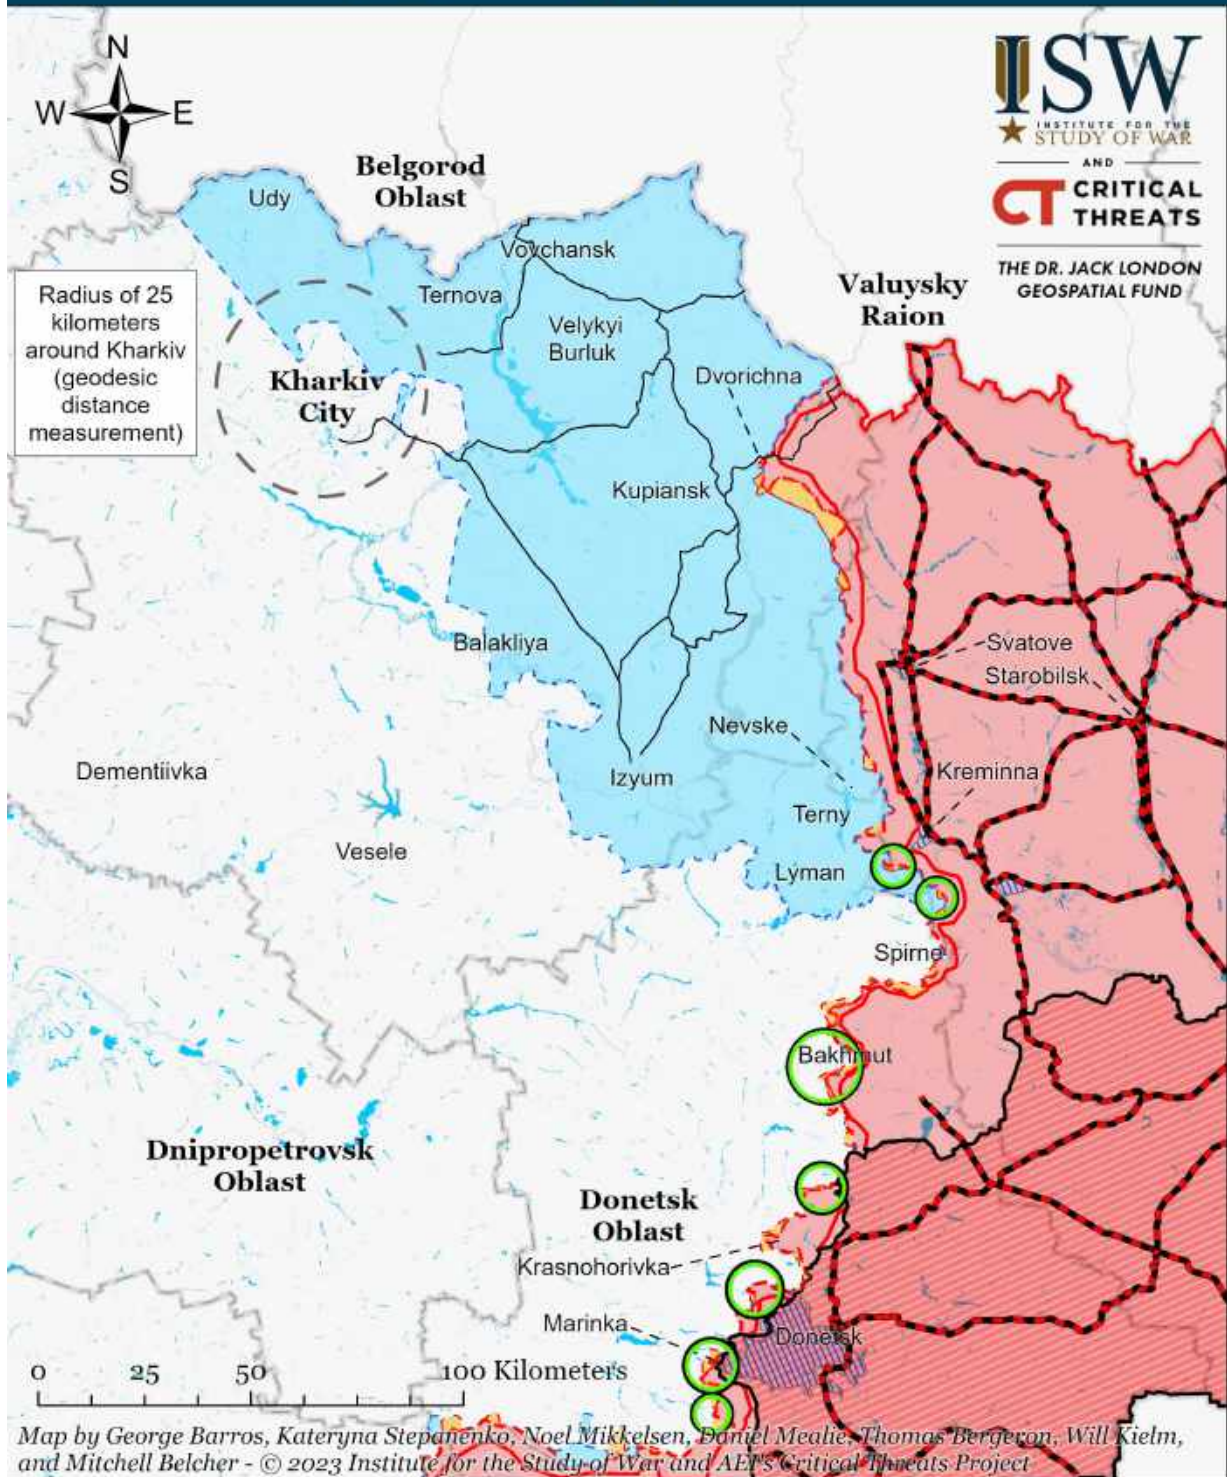 N
W
E
S
ISW
INSTITUTE FOR THE
STUDY OF WAR
AND
CT CRITICAL
THREATS
THE DR. JACK LONDON
GEOSPATIAL FUND
Belgorod
Oblast
Udy
Vovchansk
Ternova
Velykyi
Burluk
Valuysky
Raion
Radius of 25
kilometers
around Kharkiv
(geodesic
distance
measurement)
Kharkiv
City
Dvorichna
Kupiansk
Balakliya
Svatove
Starobilsk
Nevske
Dementiivka
Izyum
Kreminna
Terny
Vesele
Lyman
Spirne
Bakhmut
Dnipropetrovsk
Oblast
Donetsk
Oblast
Krasnohorivka
Marinka
Donetsk
0 25 50 100 Kilometers
Map by George Barros, Kateryna Stepanenko, Noel Mikkelsen, Daniel Mealie, Thomas Bergeron, Will Kielm,
and Mitchell Belcher - © 2023 Institute for the Study of War and AEI's Critical Threats Project